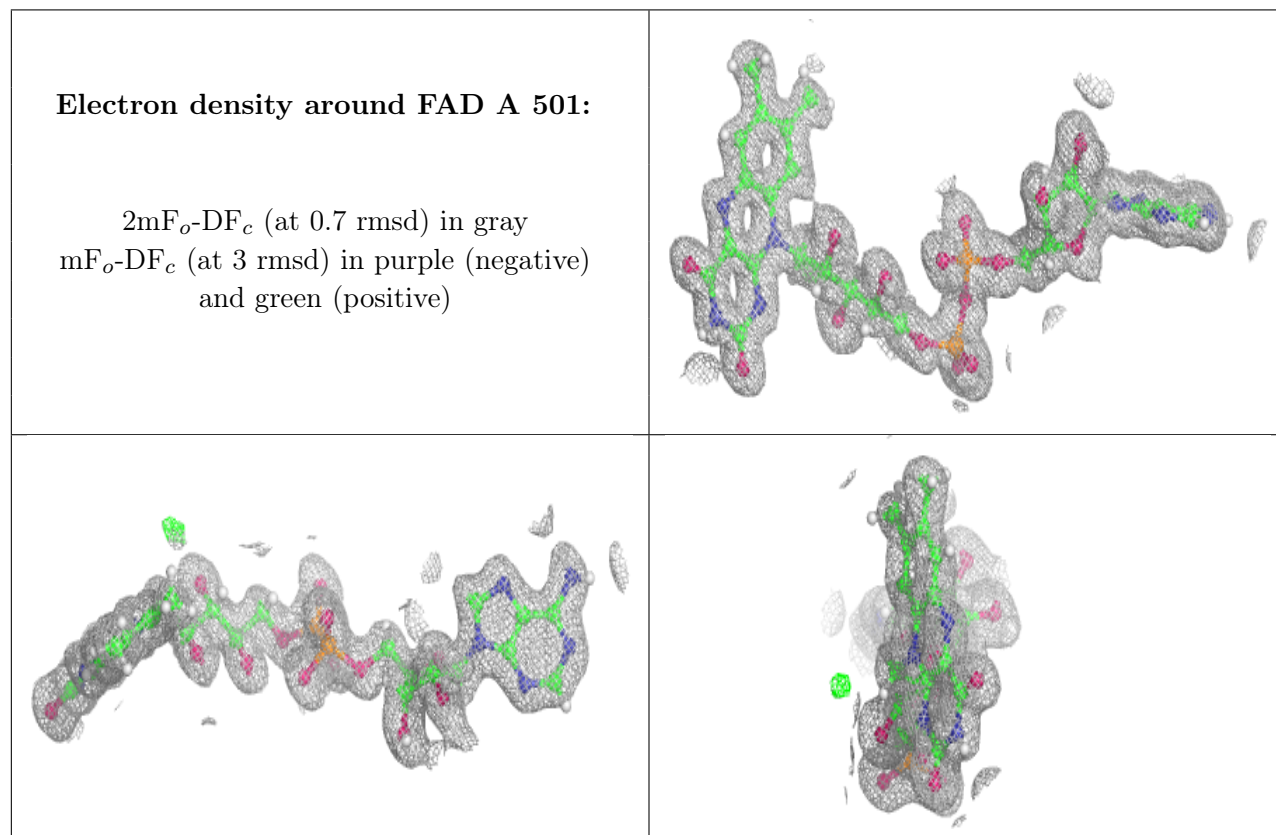 Electron density around FAD A 501:
2mFo-DFc (at 0.7 rmsd) in gray
mFo-DFc (at 3 rmsd) in purple (negative)
and green (positive)